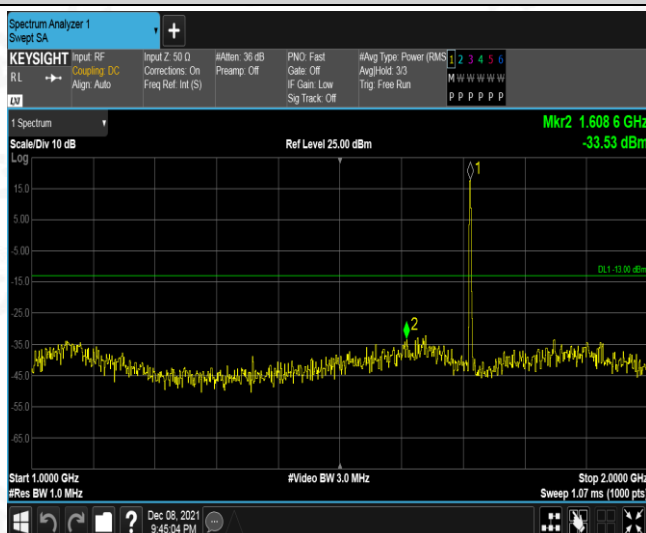 Spectrum Analyzer 1
Swept SA
KEYSIGHT
RL
LXI
Input: RF
Coupling: DC
Align: Auto
Input Z: 50 Ω
Corrections: On
Freq Ref: Int (S)
#Atten: 36 dB
Preamp: Off
PNO: Fast
Gate: Off
IF Gain: Low
Sig Track: Off
#Avg Type: Power (RMS
Avg|Hold: 3/3
Trig: Free Run
1 2 3 4 5 6
M W W W W W
P P P P P P
1 Spectrum
Mkr2 1.608 6 GHz
Scale/Div 10 dB
Ref Level 25.00 dBm
-33.53 dBm
Log
1
15.0
5.00
-5.00
DL1 -13.00 dBm
-15.0
-25.0
2
-35.0
-45.0
-55.0
-65.0
Start 1.0000 GHz
#Video BW 3.0 MHz
Stop 2.0000 GHz
#Res BW 1.0 MHz
Sweep 1.07 ms (1000 pts)
?
Dec 08, 2021
9:45:04 PM